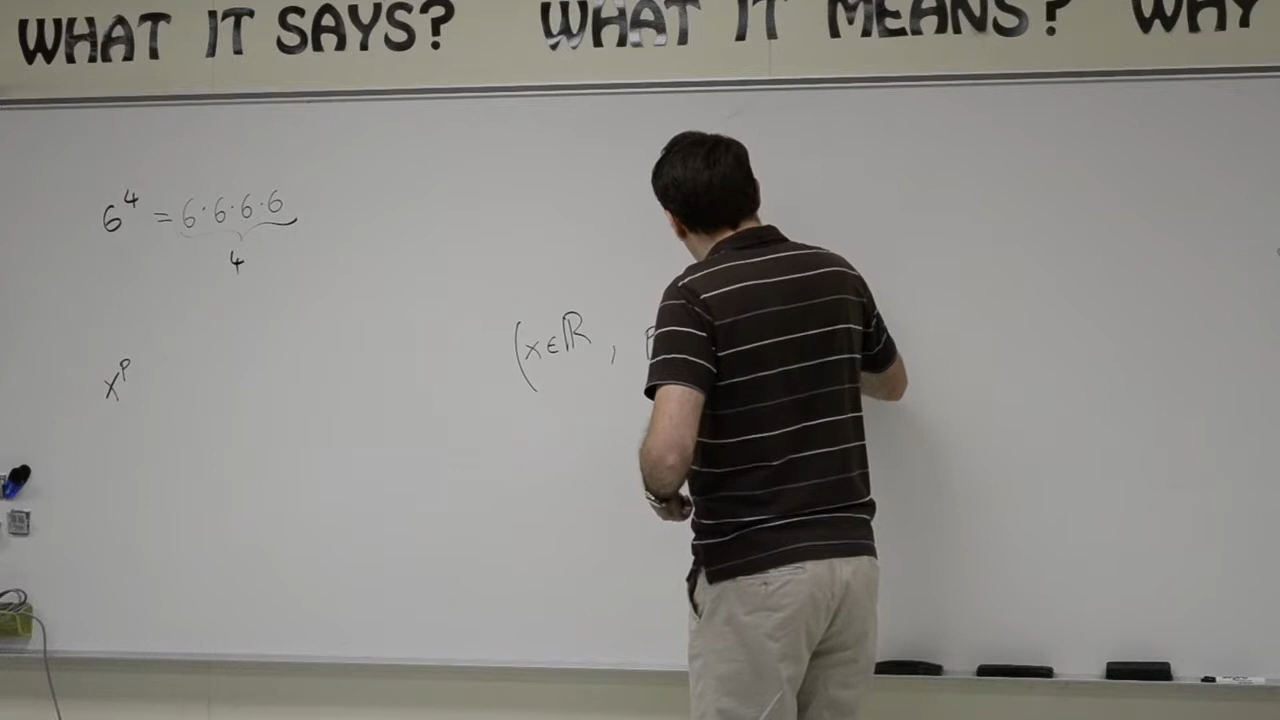 WHAT IT SAYS? WHAT IT MEANS? WHY
6⁴ = 6·6·6·6
4
(x∈ℝ, P
xᴾ